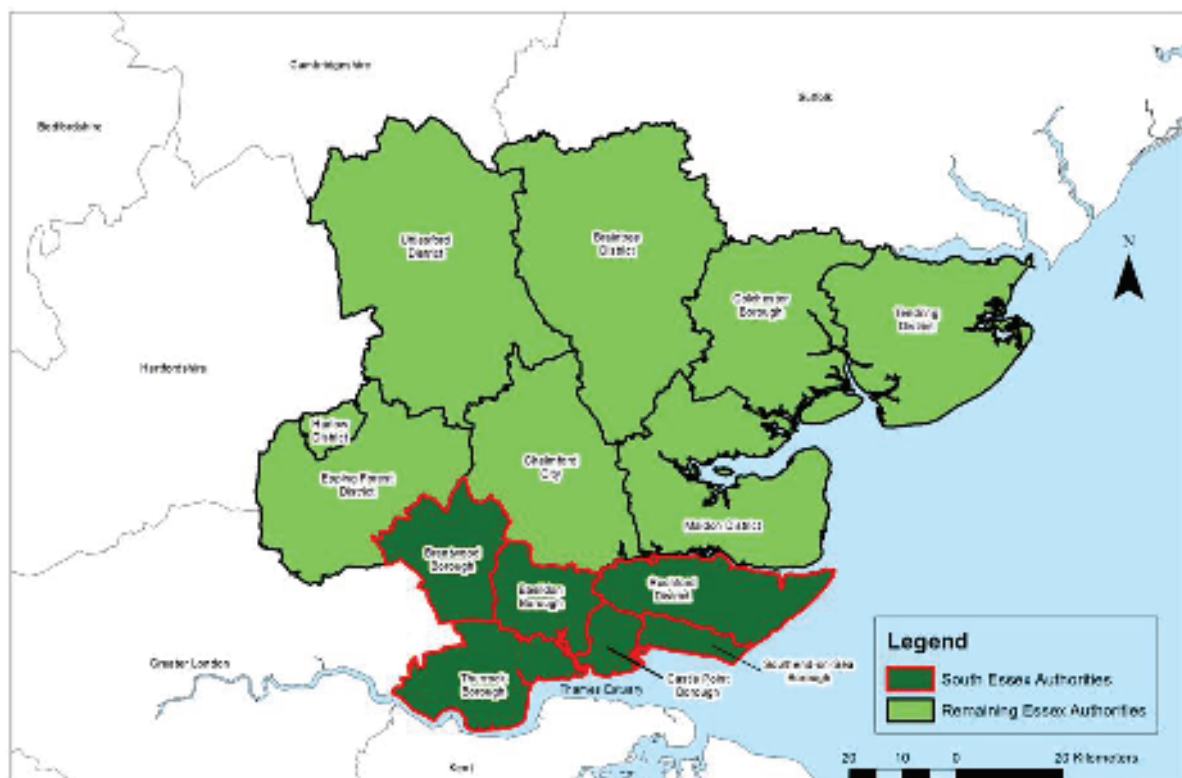 Cambridgeshire
Suffolk
Bedfordshire
Uttlesford
District
Braintree
District
N
Colchester
Borough
Tendring
District
Hertfordshire
Harlow
District
Epping Forest
District
Chelmsford
City
Maldon District
Brentwood
Borough
Basildon
Borough
Rochford
District
Legend
South Essex Authorities
Remaining Essex Authorities
Greater London
Thurrock
Borough
Thames Estuary
Castle Point
Borough
Southend-on-Sea
Borough
Kent
20 10 0 20 Kilometers